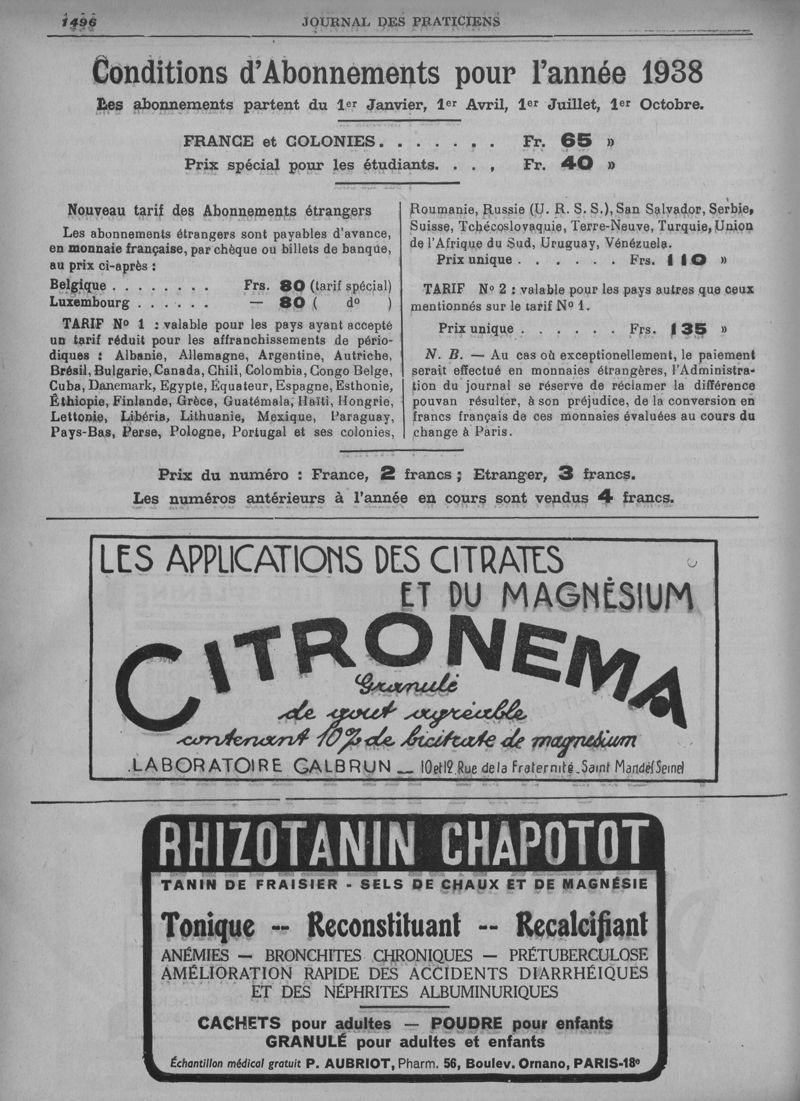 1496
JOURNAL DES PRATICIENS
Conditions d'Abonnements pour l'année 1938
Les abonnements partent du 1er Janvier, 1er Avril, 1er Juillet, 1er Octobre.
FRANCE et COLONIES. . . . . . . Fr. 65 »
Prix spécial pour les étudiants. . . , Fr. 40 »
Nouveau tarif des Abonnements étrangers
Les abonnements étrangers sont payables d'avance,
en monnaie française, par chèque ou billets de banque,
au prix ci-après :
Belgique . . . . . . . . Frs. 80 (tarif spécial)
Luxembourg . . . . . . — 80 ( do )
TARIF No 1 : valable pour les pays ayant accepté
un tarif réduit pour les affranchissements de pério-
diques : Albanie, Allemagne, Argentine, Autriche,
Brésil, Bulgarie, Canada, Chili, Colombia, Congo Belge,
Cuba, Danemark, Egypte, Équateur, Espagne, Esthonie,
Éthiopie, Finlande, Grèce, Guatémala, Haïti, Hongrie,
Lettonie, Libéria, Lithuanie, Mexique, Paraguay,
Pays-Bas, Perse, Pologne, Portugal et ses colonies,
Roumanie, Russie (U. R. S. S.), San Salvador, Serbie,
Suisse, Tchécoslovaquie, Terre-Neuve, Turquie, Union
de l'Afrique du Sud, Uruguay, Vénézuela.
Prix unique . . . . . . Frs. 110 »
TARIF No 2 : valable pour les pays autres que ceux
mentionnés sur le tarif No 1.
Prix unique . . . . . . Frs. 135 »
N. B. — Au cas où exceptionellement, le paiement
serait effectué en monnaies étrangères, l'Administra-
tion du journal se réserve de réclamer la différence
pouvan résulter, à son préjudice, de la conversion en
francs français de ces monnaies évaluées au cours du
change à Paris.
Prix du numéro : France, 2 francs ; Etranger, 3 francs.
Les numéros antérieurs à l'année en cours sont vendus 4 francs.
LES APPLICATIONS DES CITRATES
ET DU MAGNÉSIUM
CITRONEMA
Granulé
de gout agréable
contenant 10% de bicitrate de magnesium
LABORATOIRE GALBRUN _ 10 et 12 Rue de la Fraternité _ Saint Mandé (Seine)
RHIZOTANIN CHAPOTOT
TANIN DE FRAISIER - SELS DE CHAUX ET DE MAGNÉSIE
Tonique -- Reconstituant -- Recalcifiant
ANÉMIES — BRONCHITES CHRONIQUES — PRÉTUBERCULOSE
AMÉLIORATION RAPIDE DES ACCIDENTS DIARRHÉIQUES
ET DES NÉPHRITES ALBUMINURIQUES
CACHETS pour adultes — POUDRE pour enfants
GRANULÉ pour adultes et enfants
Échantillon médical gratuit P. AUBRIOT, Pharm. 56, Boulev. Ornano, PARIS-18e